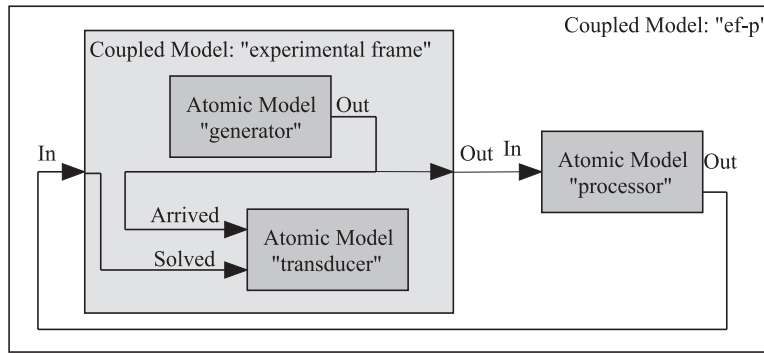 Coupled Model: "ef-p"
Coupled Model: "experimental frame"
Atomic Model
"generator"
Out
In
Out
In
Atomic Model
"processor"
Out
Arrived
Solved
Atomic Model
"transducer"